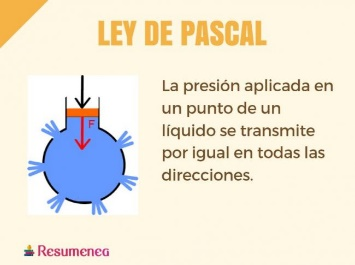 LEY DE PASCAL
La presión aplicada en
un punto de un
líquido se transmite
por igual en todas las
direcciones.
F
Resumenea